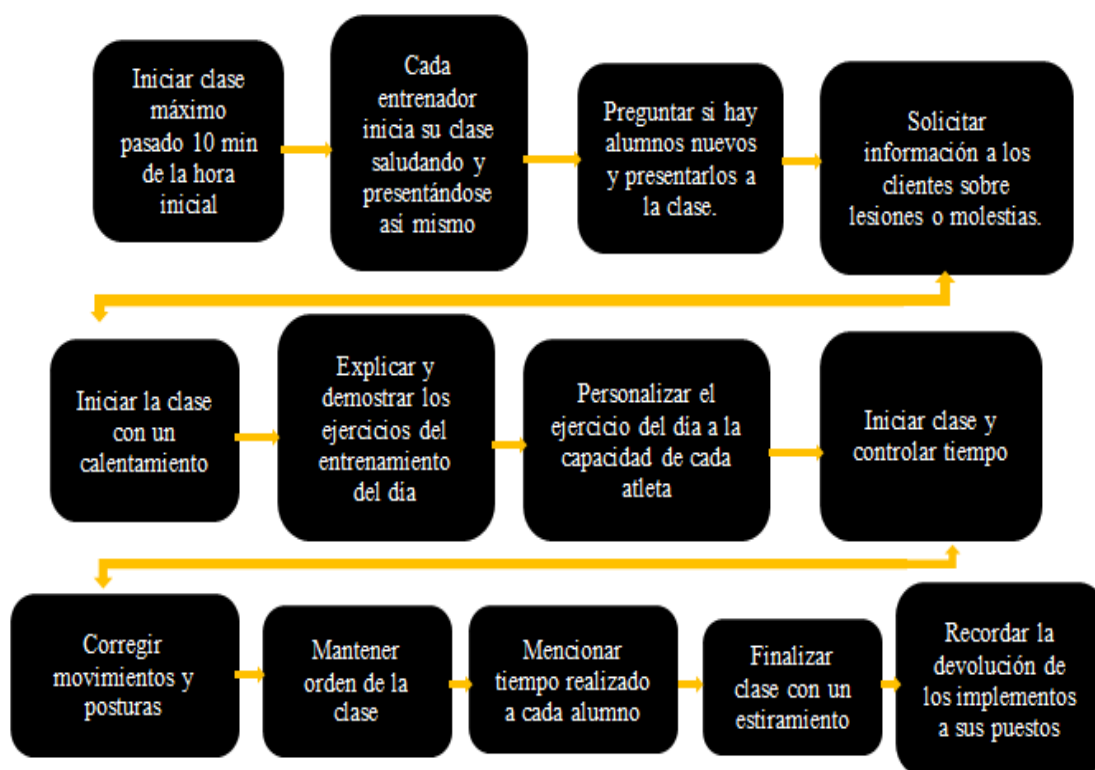 Iniciar clase
máximo
pasado 10 min
de la hora
inicial
Cada
entrenador
inicia su clase
saludando y
presentándose
así mismo
Preguntar si hay
alumnos nuevos
y presentarlos a
la clase.
Solicitar
información a los
clientes sobre
lesiones o molestias.
Iniciar la clase
con un
calentamiento
Explicar y
demostrar los
ejercicios del
entrenamiento
del día
Personalizar el
ejercicio del día a la
capacidad de cada
atleta
Iniciar clase y
controlar tiempo
Corregir
movimientos y
posturas
Mantener
orden de la
clase
Mencionar
tiempo realizado
a cada alumno
Finalizar
clase con un
estiramiento
Recordar la
devolución de
los implementos
a sus puestos